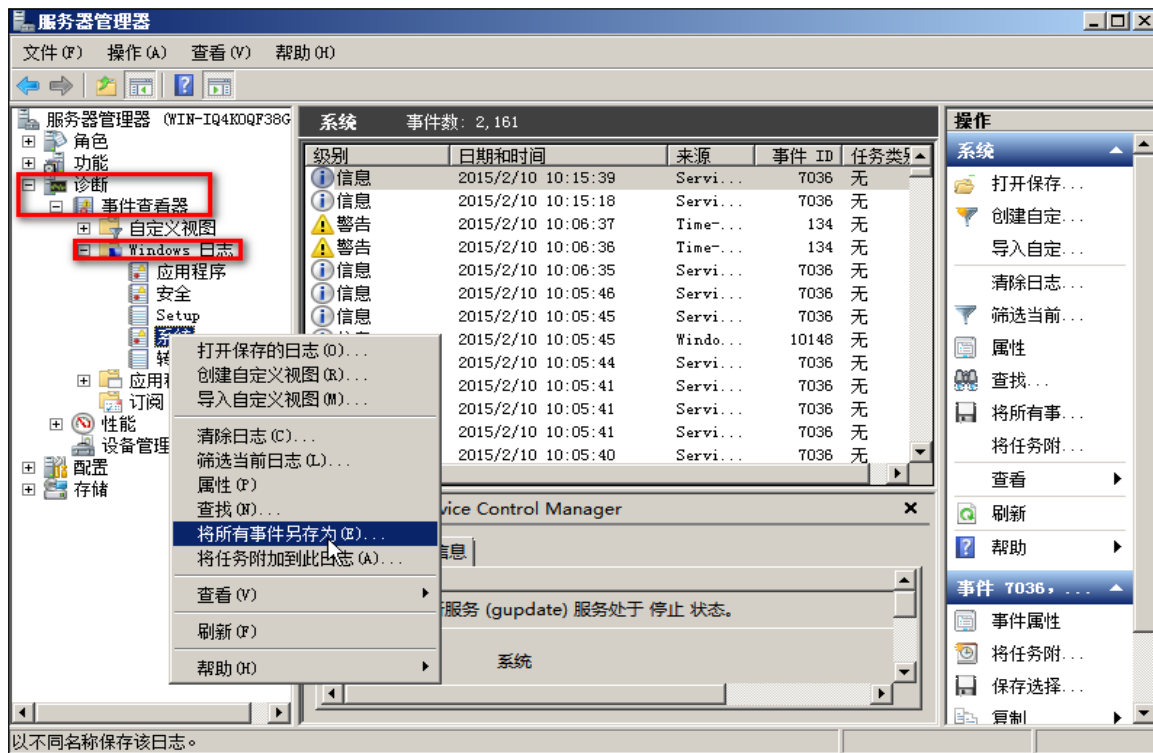 服务器管理器
文件(F) 操作(A) 查看(V) 帮助(H)
服务器管理器 (WIN-IQ4KOQF38G
角色
功能
诊断
事件查看器
自定义视图
Windows 日志
应用程序
安全
Setup
系统
转
应用程
订阅
性能
设备管理
配置
存储
打开保存的日志(O)...
创建自定义视图(R)...
导入自定义视图(M)...
清除日志(C)...
筛选当前日志(L)...
属性(P)
查找(N)...
将所有事件另存为(E)...
将任务附加到此日志(A)...
查看(V)
刷新(F)
帮助(H)
系统 事件数: 2,161
级别 日期和时间 来源 事件 ID 任务类别
信息 2015/2/10 10:15:39 Servi... 7036 无
信息 2015/2/10 10:15:18 Servi... 7036 无
警告 2015/2/10 10:06:37 Time-... 134 无
警告 2015/2/10 10:06:36 Time-... 134 无
信息 2015/2/10 10:06:35 Servi... 7036 无
信息 2015/2/10 10:05:46 Servi... 7036 无
信息 2015/2/10 10:05:45 Servi... 7036 无
2015/2/10 10:05:45 Windo... 10148 无
2015/2/10 10:05:44 Servi... 7036 无
2015/2/10 10:05:41 Servi... 7036 无
2015/2/10 10:05:41 Servi... 7036 无
2015/2/10 10:05:41 Servi... 7036 无
2015/2/10 10:05:40 Servi... 7036 无
vice Control Manager
信息
服务 (gupdate) 服务处于 停止 状态。
系统
操作
系统
打开保存...
创建自定...
导入自定...
清除日志...
筛选当前...
属性
查找...
将所有事...
将任务附...
查看
刷新
帮助
事件 7036, ...
事件属性
将任务附...
保存选择...
复制
以不同名称保存该日志。